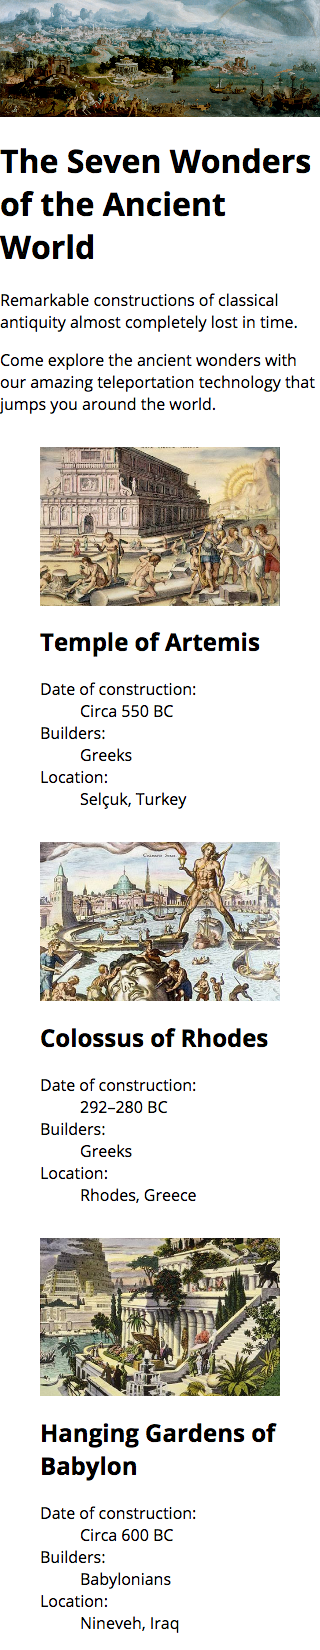 The Seven Wonders
of the Ancient
World
Remarkable constructions of classical
antiquity almost completely lost in time.
Come explore the ancient wonders with
our amazing teleportation technology that
jumps you around the world.
Temple of Artemis
Date of construction:
Circa 550 BC
Builders:
Greeks
Location:
Selçuk, Turkey
Colossus of Rhodes
Date of construction:
292–280 BC
Builders:
Greeks
Location:
Rhodes, Greece
Hanging Gardens of
Babylon
Date of construction:
Circa 600 BC
Builders:
Babylonians
Location:
Nineveh, Iraq